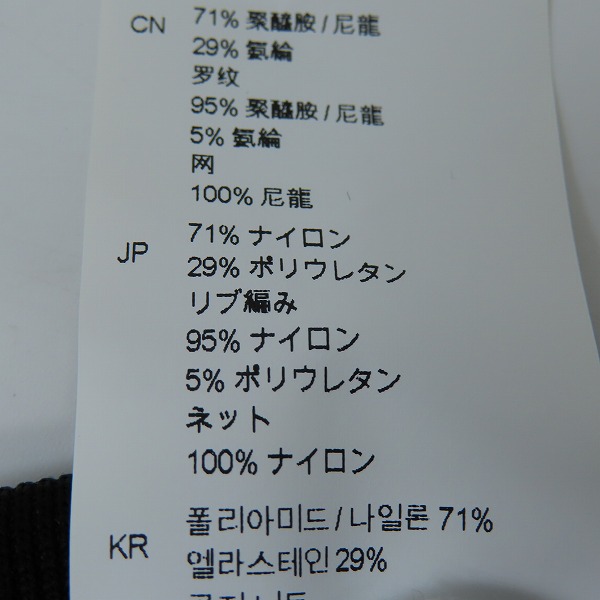 CN 71% 聚醯胺 / 尼龍
29% 氨綸
罗纹
95% 聚醯胺 / 尼龍
5% 氨綸
网
100% 尼龍
JP 71% ナイロン
29% ポリウレタン
リブ編み
95% ナイロン
5% ポリウレタン
ネット
100% ナイロン
KR 폴리아미드 / 나일론 71%
엘라스테인 29%